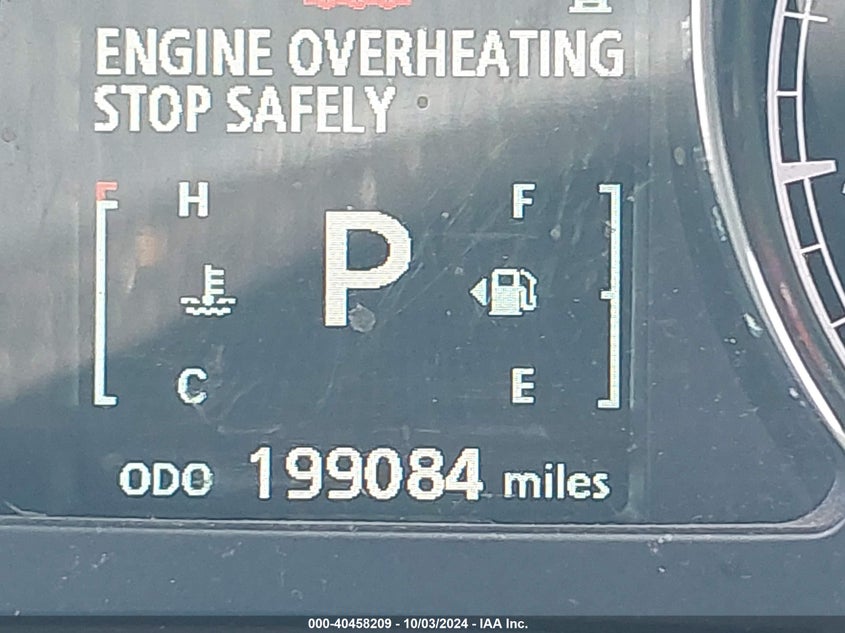 ENGINE OVERHEATING
STOP SAFELY
H
F
P
E
C
E
ODO 199084 miles
000-40458209 - 10/03/2024 - IAA Inc.